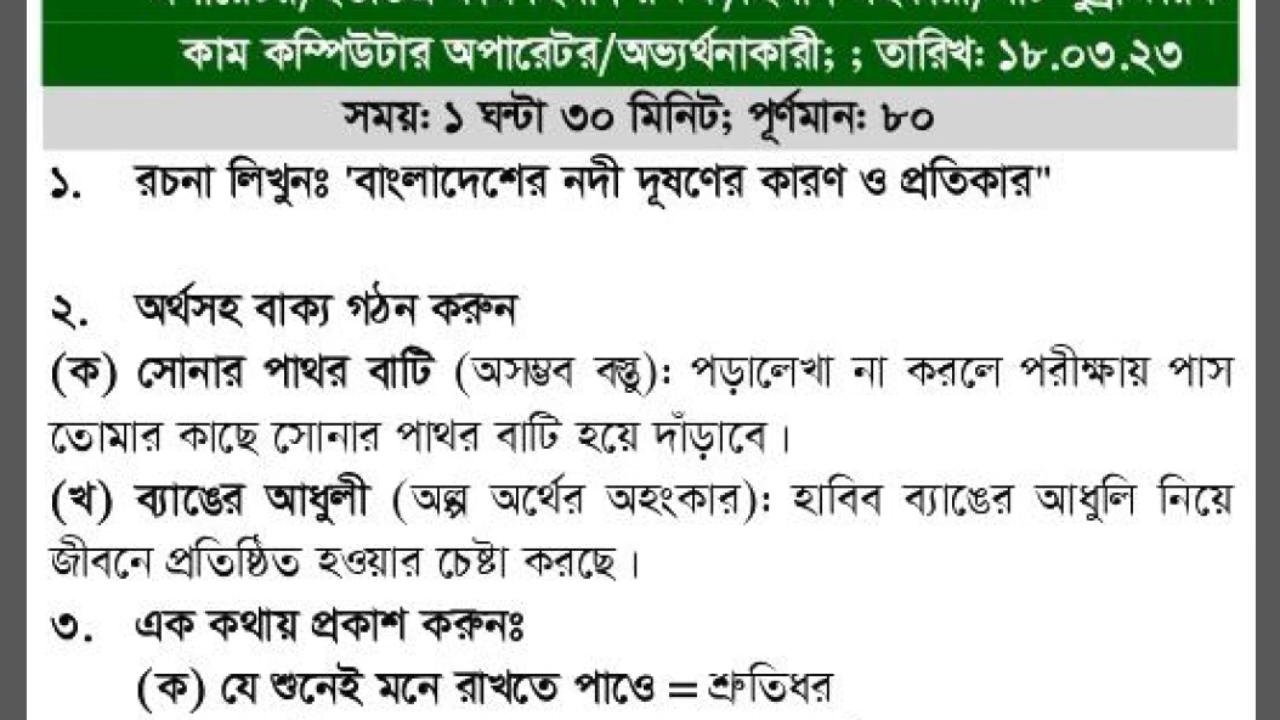 কাম কম্পিউটার অপারেটর/অভ্যর্থনাকারী; ; তারিখ: ১৮.০৩.২৩
সময়: ১ ঘন্টা ৩০ মিনিট; পূর্ণমান: ৮০
১. রচনা লিখুনঃ 'বাংলাদেশের নদী দূষণের কারণ ও প্রতিকার"
২. অর্থসহ বাক্য গঠন করুন
(ক) সোনার পাথর বাটি (অসম্ভব বস্তু): পড়ালেখা না করলে পরীক্ষায় পাস
তোমার কাছে সোনার পাথর বাটি হয়ে দাঁড়াবে।
(খ) ব্যাঙের আধুলী (অল্প অর্থের অহংকার): হাবিব ব্যাঙের আধুলি নিয়ে
জীবনে প্রতিষ্ঠিত হওয়ার চেষ্টা করছে।
৩. এক কথায় প্রকাশ করুনঃ
(ক) যে শুনেই মনে রাখতে পাওে = শ্রুতিধর